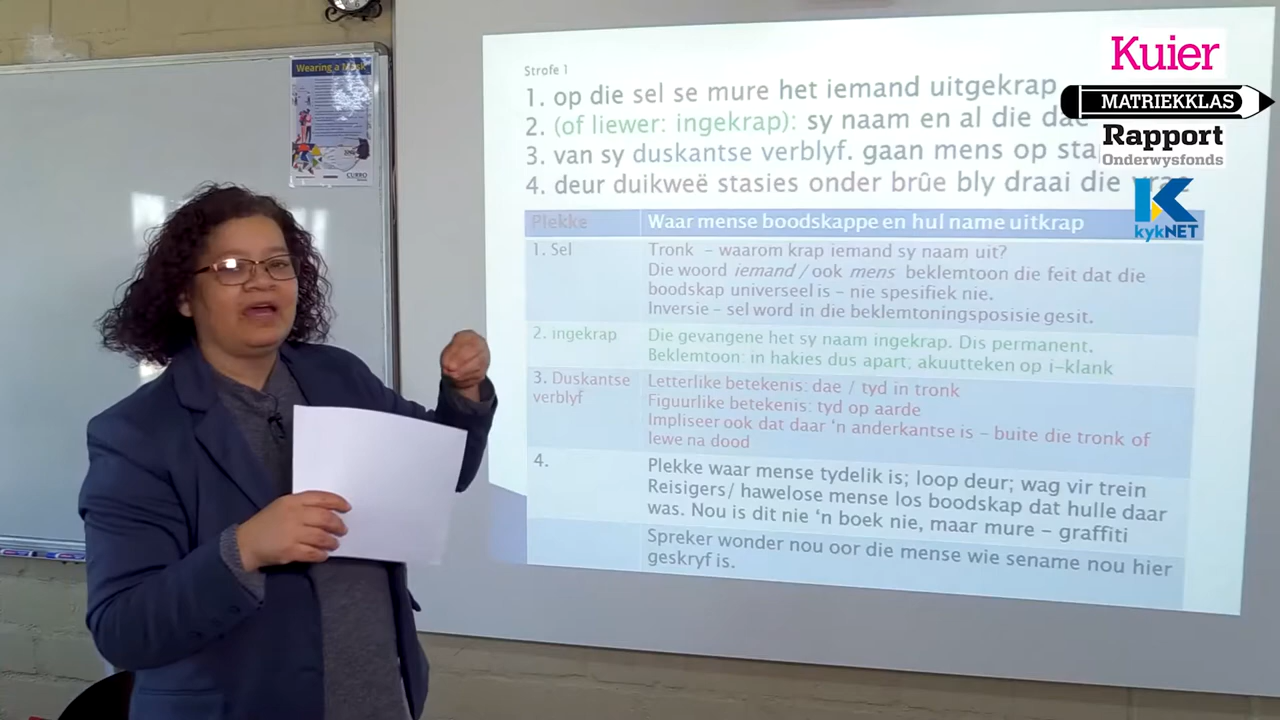 Wearing a Mask
CURRO
Strofe 1
1. op die sel se mure het iemand uitgekrap
2. (of liewer: ingekrap): sy naam en al die dae
3. van sy duskantse verblyf. gaan mens op sta
4. deur duikweë stasies onder brûe bly draai die vrae
Plekke
Waar mense boodskappe en hul name uitkrap
1. Sel
Tronk – waarom krap iemand sy naam uit?
Die woord iemand / ook mens beklemtoon die feit dat die
boodskap universeel is – nie spesifiek nie.
Inversie – sel word in die beklemtoningsposisie gesit.
2. ingekrap
Die gevangene het sy naam ingekrap. Dis permanent.
Beklemtoon: in hakies dus apart; akuutteken op i-klank
3. Duskantse
verblyf
Letterlike betekenis: dae / tyd in tronk
Figuurlike betekenis: tyd op aarde
Impliseer ook dat daar ‘n anderkantse is – buite die tronk of
lewe na dood
4.
Plekke waar mense tydelik is; loop deur; wag vir trein
Reisigers/ hawelose mense los boodskap dat hulle daar
was. Nou is dit nie ‘n boek nie, maar mure – graffiti
Spreker wonder nou oor die mense wie sename nou hier
geskryf is.
Kuier
MATRIEKKLAS
Rapport
Onderwysfonds
K
kykNET